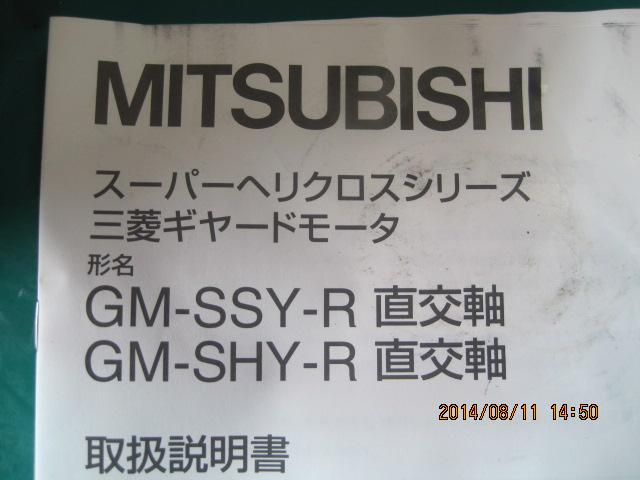 MITSUBISHI
スーパーヘリクロスシリーズ
三菱ギヤードモータ
形名
GM-SSY-R 直交軸
GM-SHY-R 直交軸
2014/08/11 14:50
取扱説明書